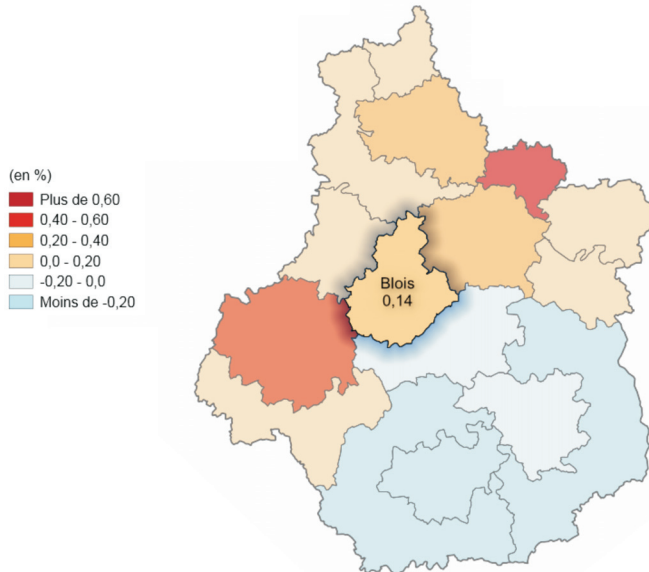 (en %)
Plus de 0,60
0,40 - 0,60
0,20 - 0,40
0,0 - 0,20
-0,20 - 0,0
Moins de -0,20
Blois
0,14